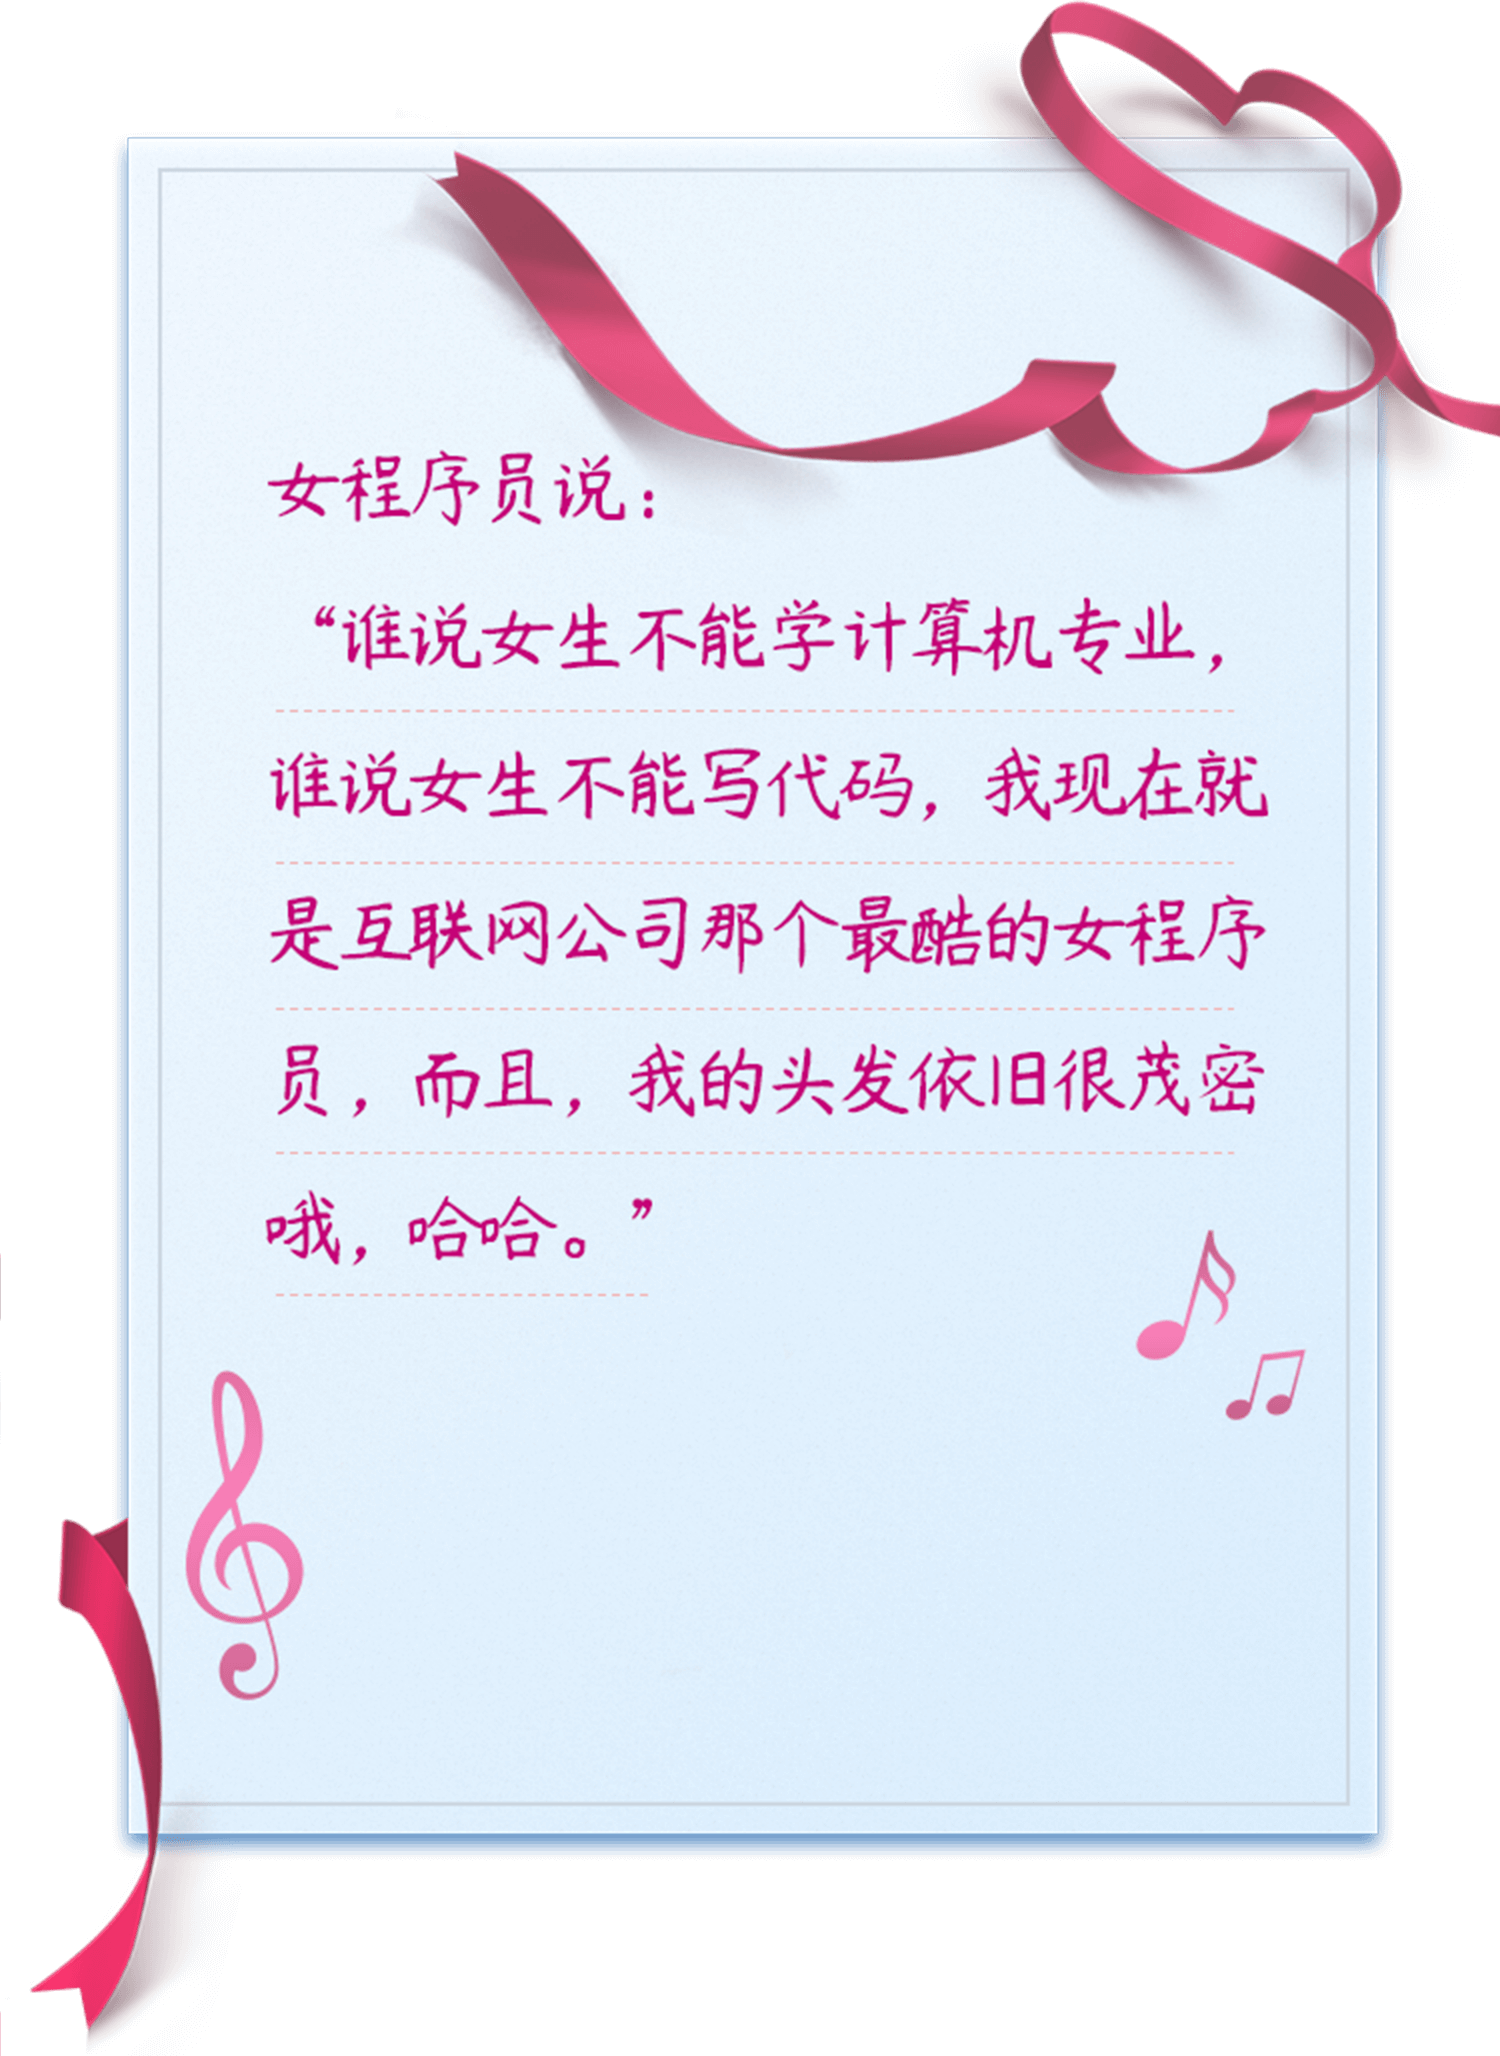 女程序员说：
“谁说女生不能学计算机专业，
谁说女生不能写代码，我现在就
是互联网公司那个最酷的女程序
员，而且，我的头发依旧很茂密
哦，哈哈。”